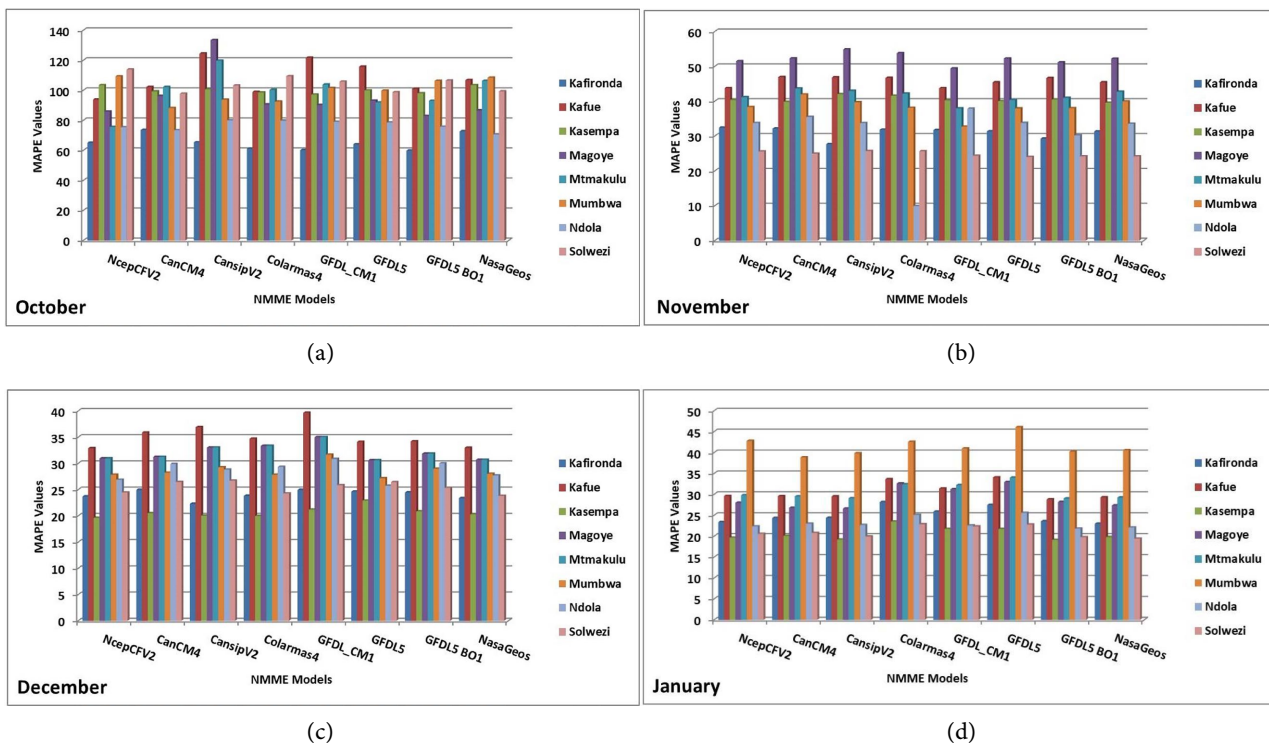 140
120
100
80
60
40
20
0
MAPE Values
NcepCFV2
CanCM4
CansipV2
Colarmas4
GFDL_CM1
GFDL5
GFDL5 BO1
NasaGeos
NMME Models
October
Kafironda
Kafue
Kasempa
Magoye
Mtmakulu
Mumbwa
Ndola
Solwezi
(a)
60
50
40
30
20
10
0
MAPE Values
NcepCFV2
CanCM4
CansipV2
Colarmas4
GFDL_CM1
GFDL5
GFDL5 BO1
NasaGeos
NMME Models
November
Kafironda
Kafue
Kasempa
Magoye
Mtmakulu
Mumbwa
Ndola
Solwezi
(b)
40
35
30
25
20
15
10
5
0
MAPE Values
NcepCFV2
CanCM4
CansipV2
Colarmas4
GFDL_CM1
GFDL5
GFDL5 BO1
NasaGeos
NMME Models
December
Kafironda
Kafue
Kasempa
Magoye
Mtmakulu
Mumbwa
Ndola
Solwezi
(c)
50
45
40
35
30
25
20
15
10
5
0
MAPE Values
NcepCFV2
CanCM4
CansipV2
Colarmas4
GFDL_CM1
GFDL5
GFDL5 BO1
NasaGeos
NMME Models
January
Kafironda
Kafue
Kasempa
Magoye
Mtmakulu
Mumbwa
Ndola
Solwezi
(d)